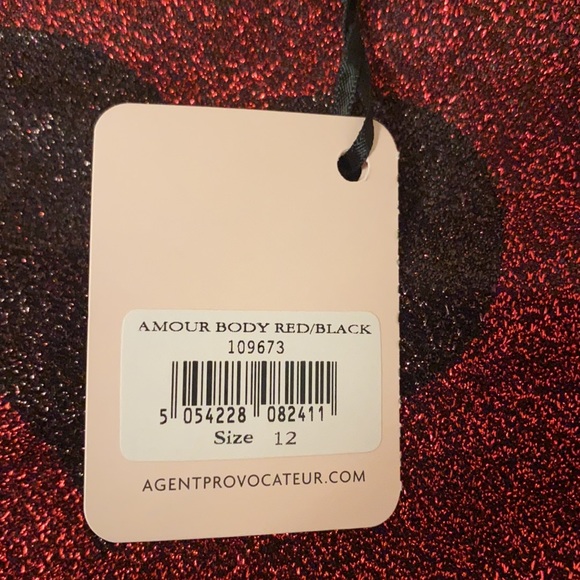 AMOUR BODY RED/BLACK
109673
5 054228 082411
Size 12
AGENTPROVOCATEUR.COM